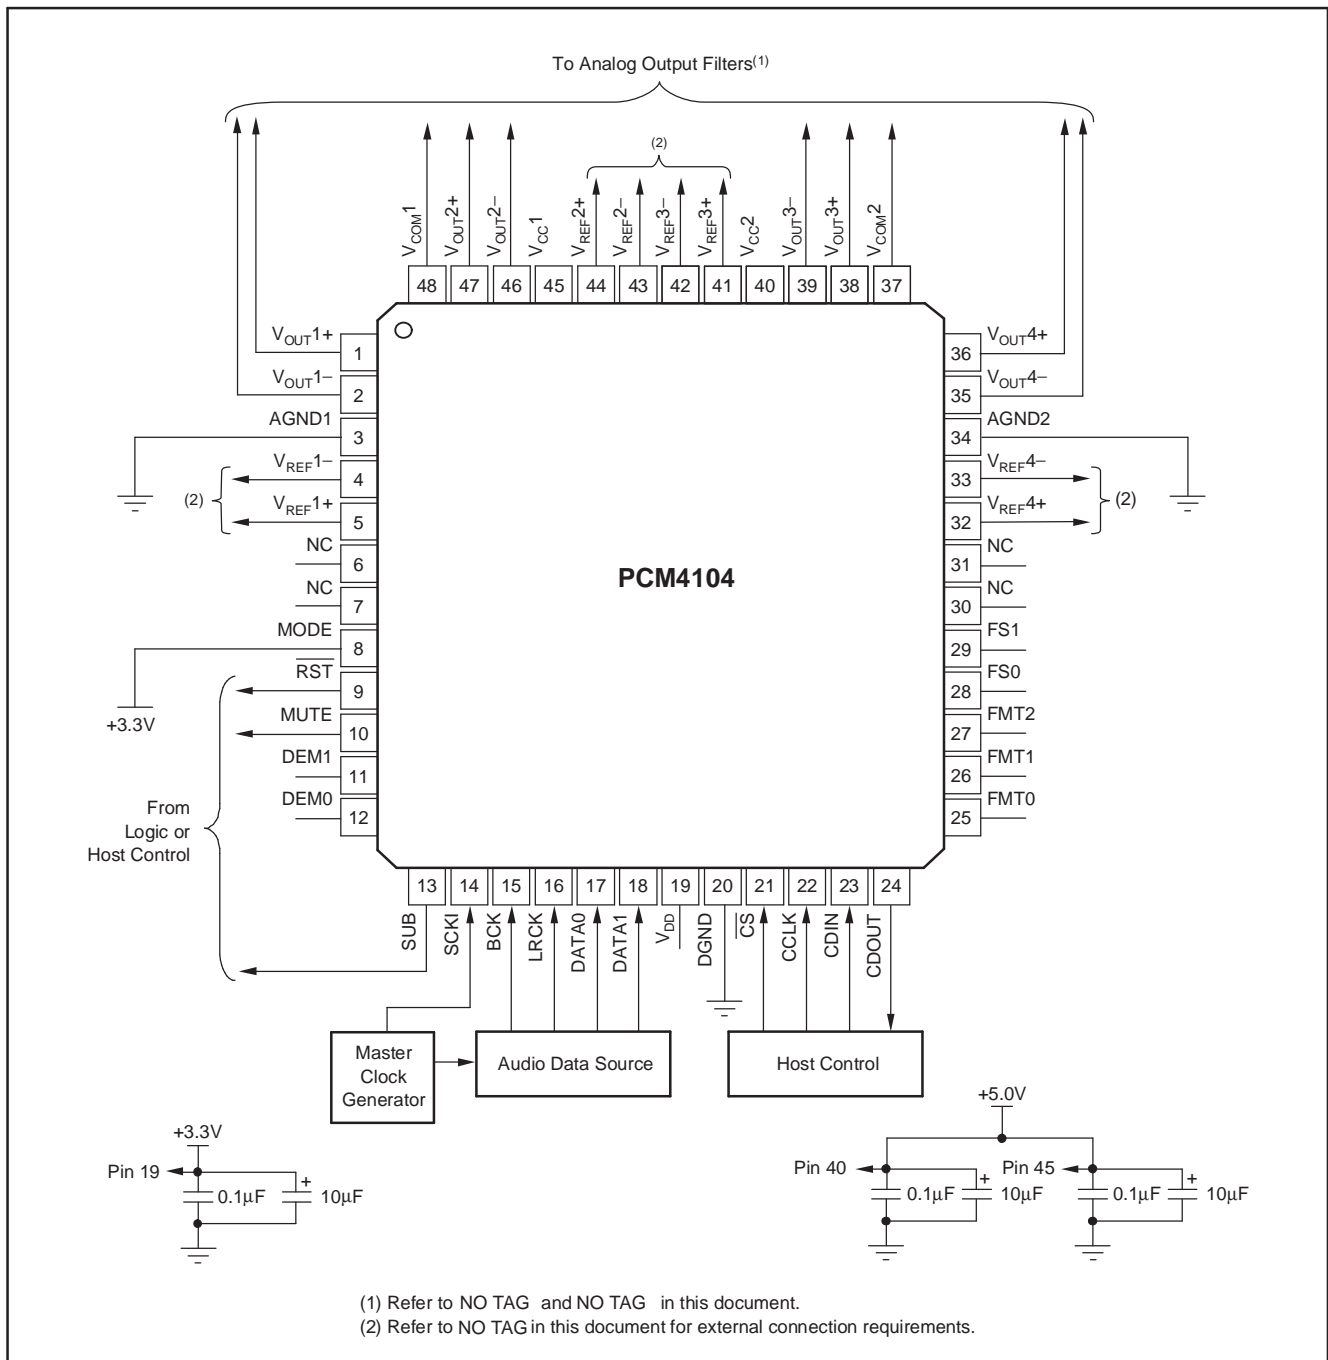 To Analog Output Filters(1)
(2)
VCOM1
VOUT2+
VOUT2−
VCC1
VREF2+
VREF2−
VREF3−
VREF3+
VCC2
VOUT3−
VOUT3+
VCOM2
48
47
46
45
44
43
42
41
40
39
38
37
VOUT1+
1
VOUT1−
2
AGND1
3
VREF1−
4
(2)
VREF1+
5
NC
6
NC
7
MODE
8
RST
9
+3.3V
MUTE
10
DEM1
11
DEM0
12
From
Logic or
Host Control
PCM4104
VOUT4+
36
VOUT4−
35
AGND2
34
VREF4−
33
(2)
VREF4+
32
NC
31
NC
30
FS1
29
FS0
28
FMT2
27
FMT1
26
FMT0
25
13
14
15
16
17
18
19
20
21
22
23
24
SUB
SCKI
BCK
LRCK
DATA0
DATA1
VDD
DGND
CS
CCLK
CDIN
CDOUT
Master
Clock
Generator
Audio Data Source
Host Control
+3.3V
Pin 19
0.1μF
+
10μF
+5.0V
Pin 40
0.1μF
+
10μF
Pin 45
0.1μF
+
10μF
(1) Refer to NO TAG and NO TAG in this document.
(2) Refer to NO TAG in this document for external connection requirements.